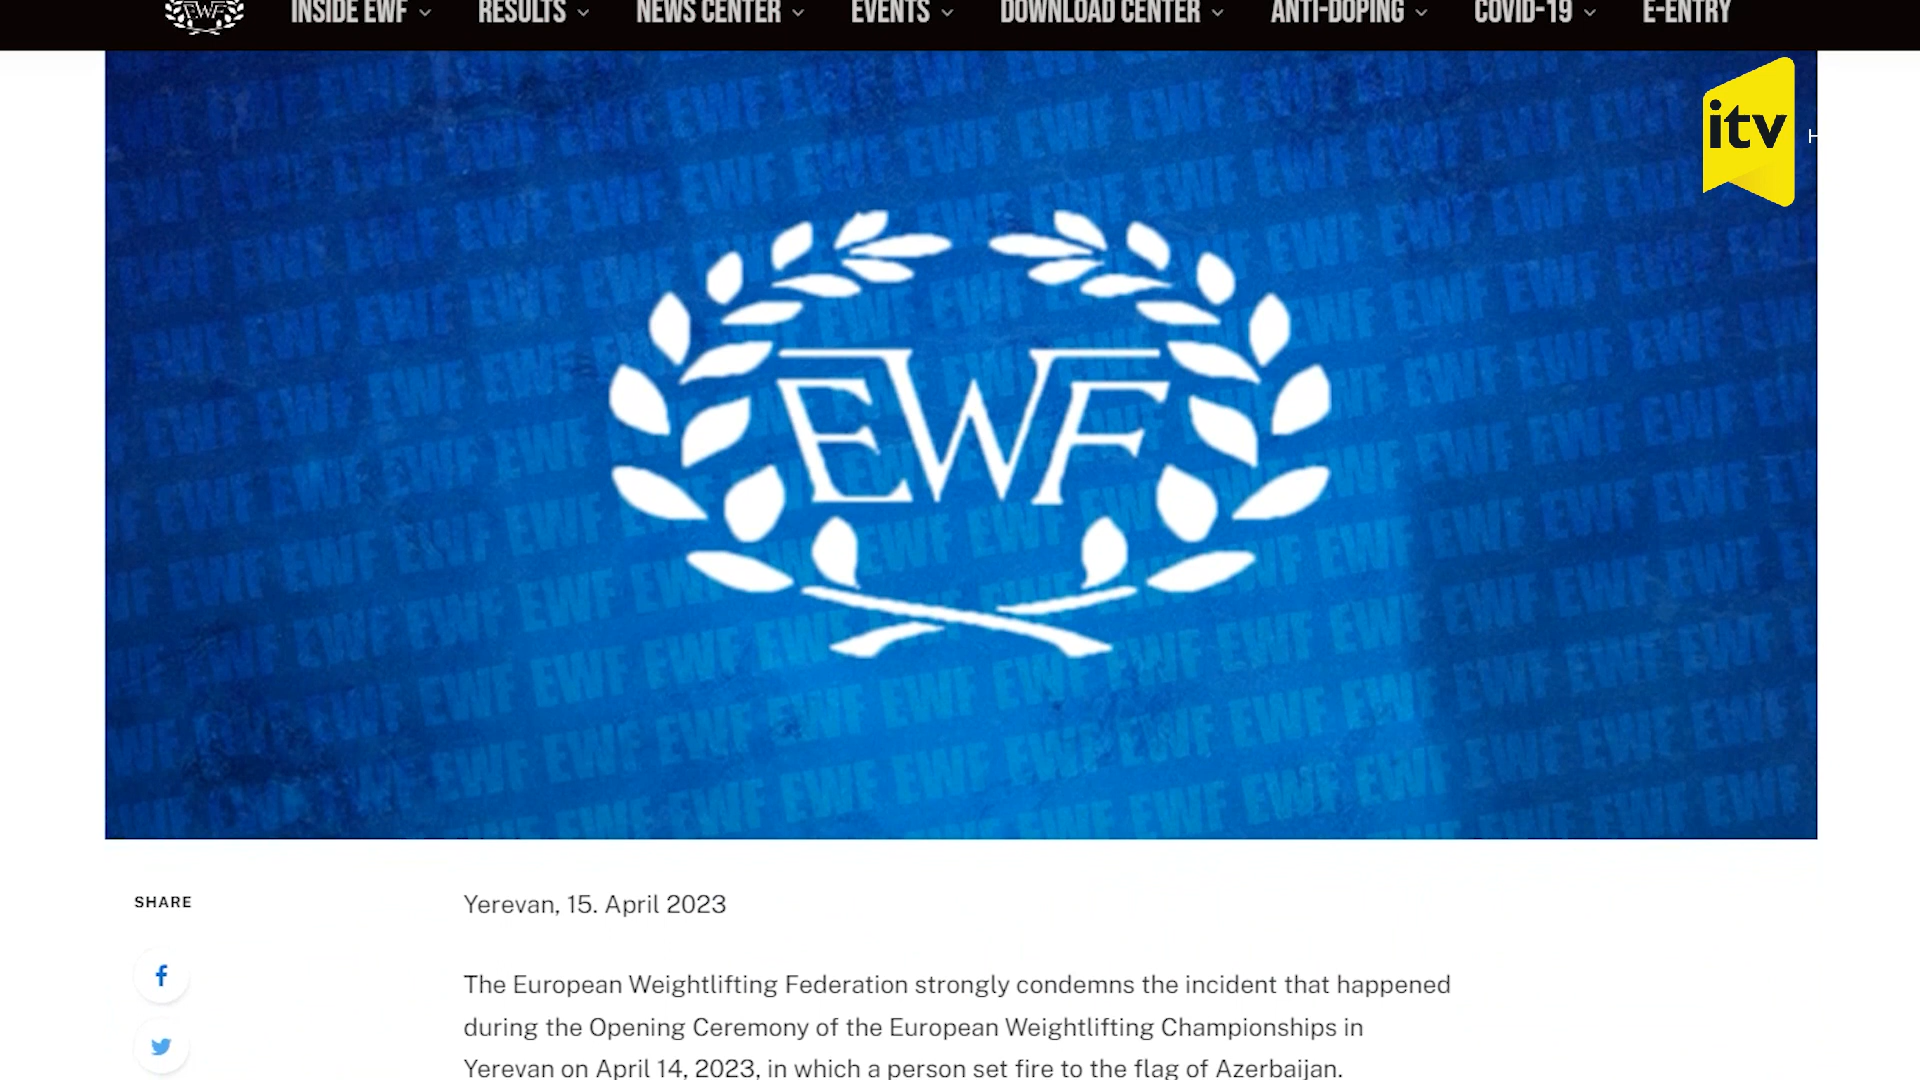 EWF
INSIDE EWF
RESULTS
NEWS CENTER
EVENTS
DOWNLOAD CENTER
ANTI-DOPING
COVID-19
E-ENTRY
itv
H
EWF
SHARE
Yerevan, 15. April 2023
The European Weightlifting Federation strongly condemns the incident that happened
during the Opening Ceremony of the European Weightlifting Championships in
Yerevan on April 14, 2023, in which a person set fire to the flag of Azerbaijan.